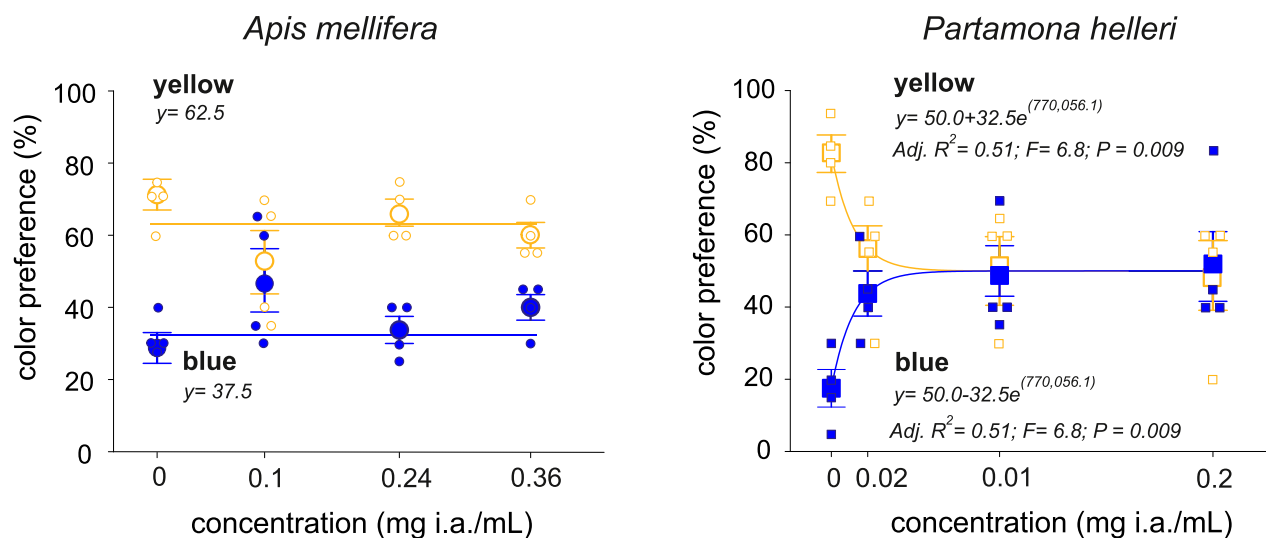 Apis mellifera
yellow
y= 62.5
100
80
60
40
20
0
color preference (%)
blue
y= 37.5
0
0.1
0.24
0.36
concentration (mg i.a./mL)
Partamona helleri
yellow
y= 50.0+32.5e(770,056.1)
Adj. R2= 0.51; F= 6.8; P = 0.009
100
80
60
40
20
0
color preference (%)
blue
y= 50.0-32.5e(770,056.1)
Adj. R2= 0.51; F= 6.8; P = 0.009
0
0.02
0.01
0.2
concentration (mg i.a./mL)